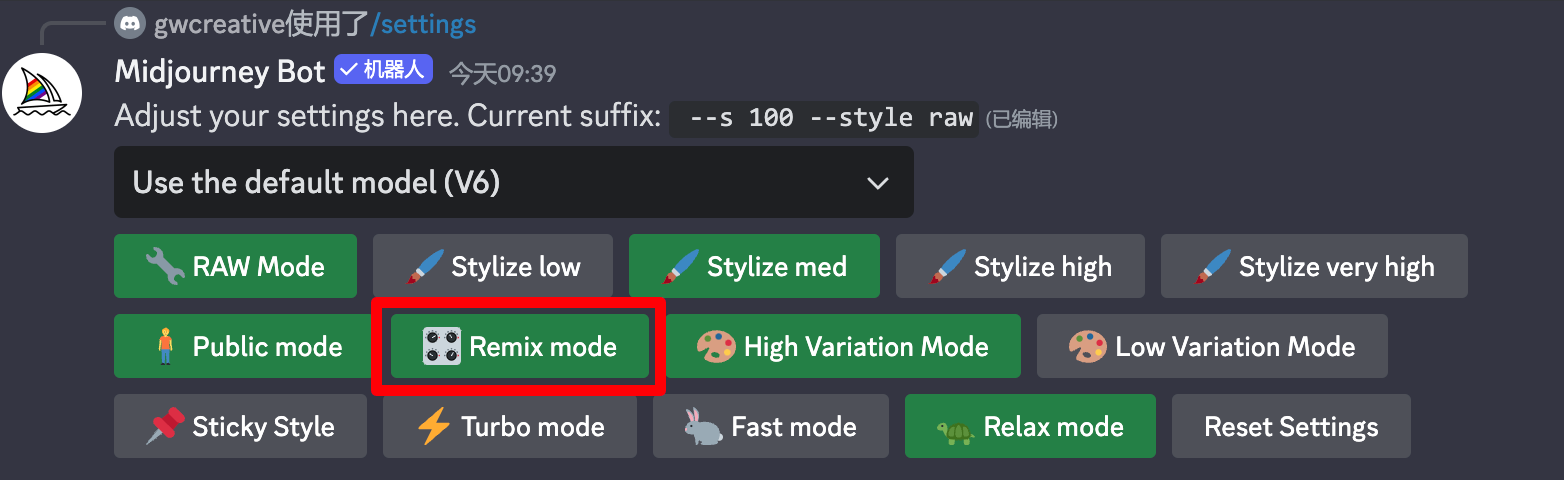 gwcreative使用了/settings
Midjourney Bot ✓ 机器人 今天09:39
Adjust your settings here. Current suffix: --s 100 --style raw (已编辑)
Use the default model (V6)
RAW Mode Stylize low Stylize med Stylize high Stylize very high
Public mode Remix mode High Variation Mode Low Variation Mode
Sticky Style Turbo mode Fast mode Relax mode Reset Settings